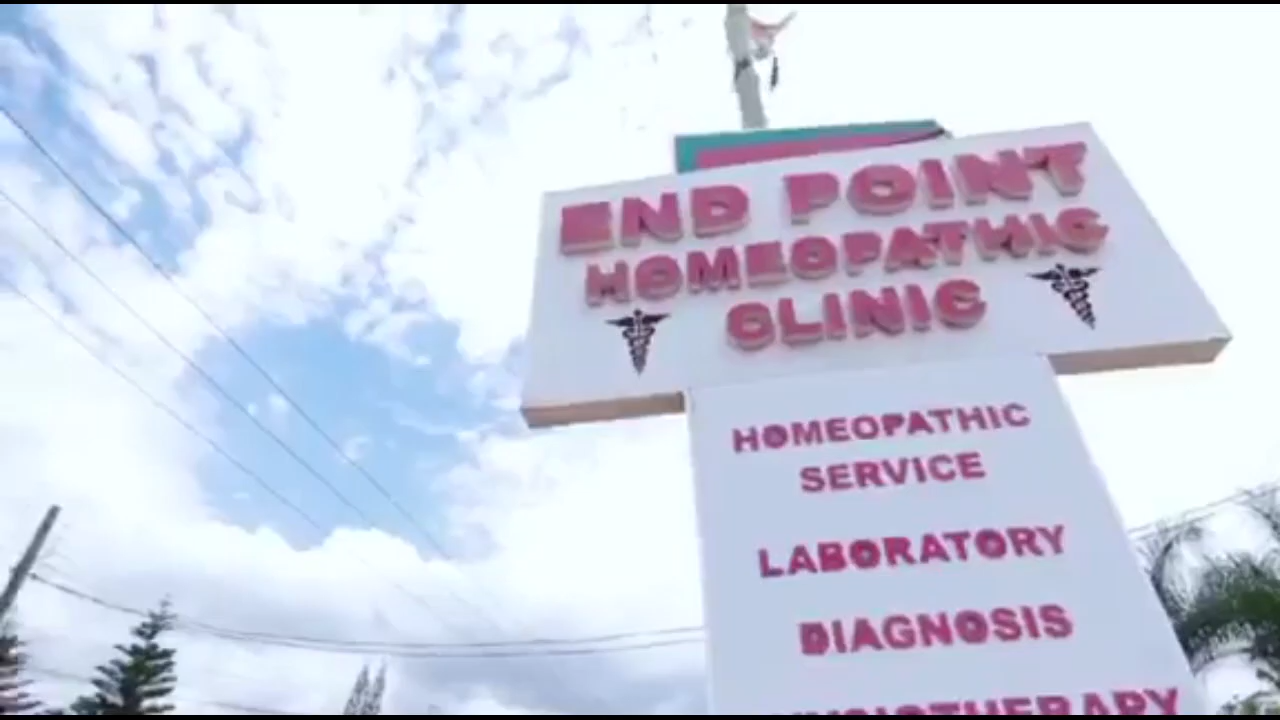 END POINT
HOMEOPATHIC
CLINIC
HOMEOPATHIC
SERVICE
LABORATORY
DIAGNOSIS